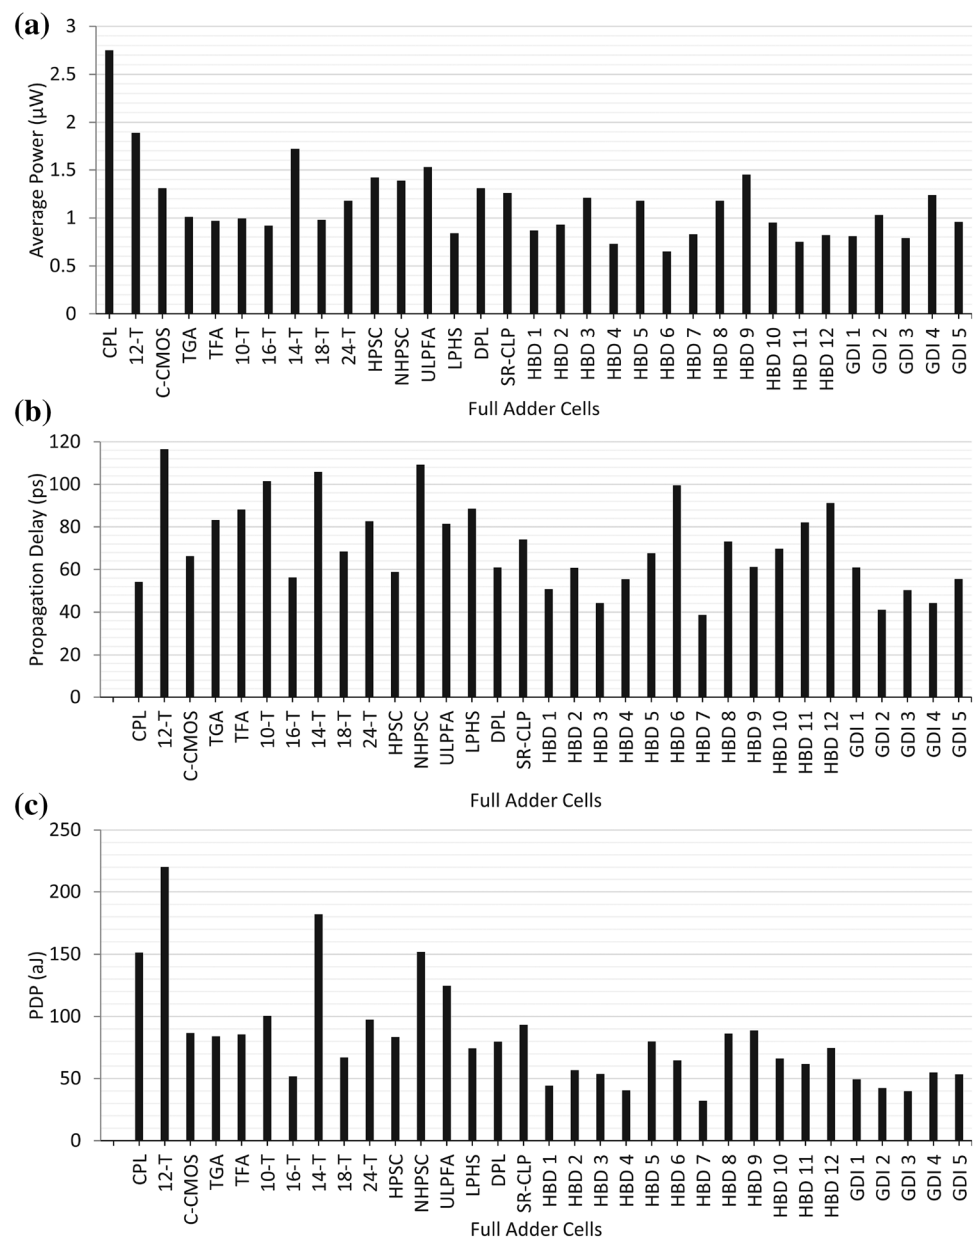 (a)
Average Power (μW)
3
2.5
2
1.5
1
0.5
0
CPL
12-T
C-CMOS
TGA
TFA
10-T
16-T
14-T
18-T
24-T
HPSC
NHPSC
ULPFA
LPHS
DPL
SR-CLP
HBD 1
HBD 2
HBD 3
HBD 4
HBD 5
HBD 6
HBD 7
HBD 8
HBD 9
HBD 10
HBD 11
HBD 12
GDI 1
GDI 2
GDI 3
GDI 4
GDI 5
Full Adder Cells
(b)
Propagation Delay (ps)
120
100
80
60
40
20
0
CPL
12-T
C-CMOS
TGA
TFA
10-T
16-T
14-T
18-T
24-T
HPSC
NHPSC
ULPFA
LPHS
DPL
SR-CLP
HBD 1
HBD 2
HBD 3
HBD 4
HBD 5
HBD 6
HBD 7
HBD 8
HBD 9
HBD 10
HBD 11
HBD 12
GDI 1
GDI 2
GDI 3
GDI 4
GDI 5
Full Adder Cells
(c)
PDP (aJ)
250
200
150
100
50
0
CPL
12-T
C-CMOS
TGA
TFA
10-T
16-T
14-T
18-T
24-T
HPSC
NHPSC
ULPFA
LPHS
DPL
SR-CLP
HBD 1
HBD 2
HBD 3
HBD 4
HBD 5
HBD 6
HBD 7
HBD 8
HBD 9
HBD 10
HBD 11
HBD 12
GDI 1
GDI 2
GDI 3
GDI 4
GDI 5
Full Adder Cells